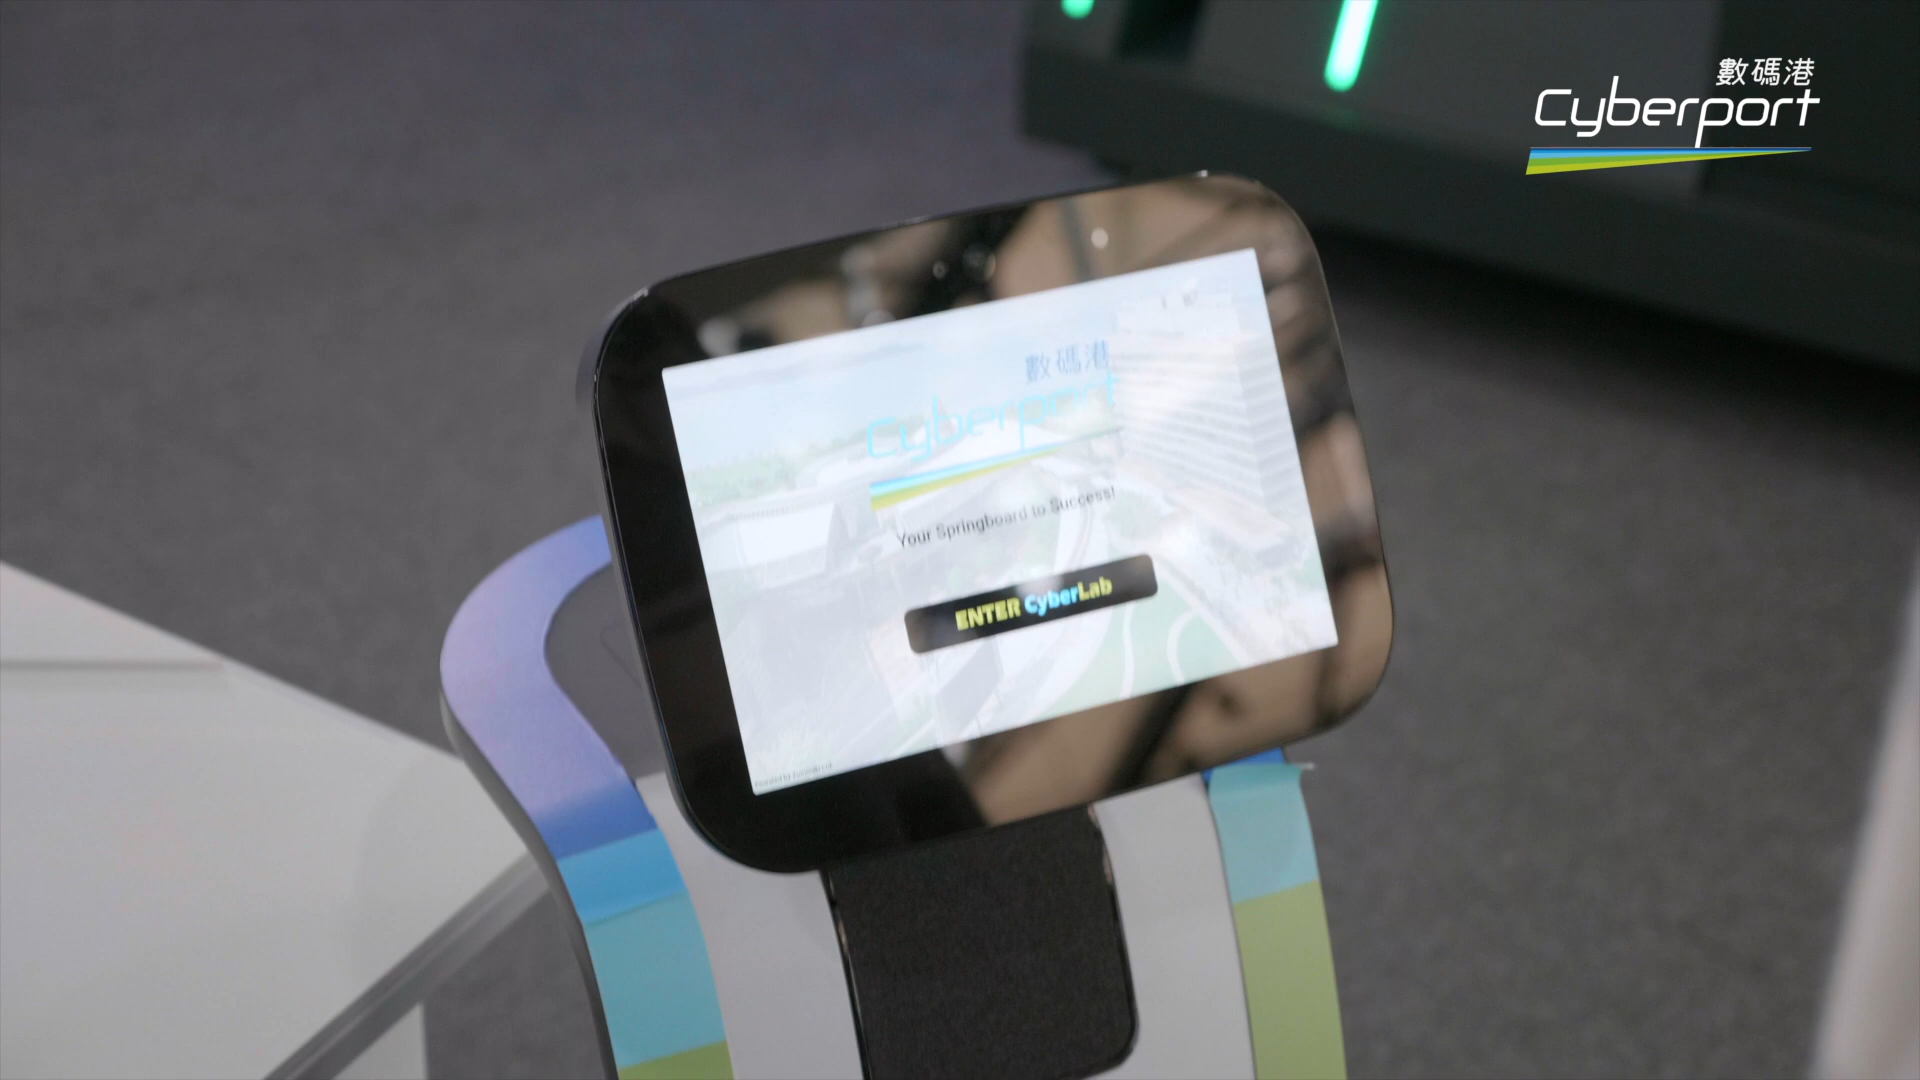 數碼港
Cyberport
數碼港
Cyberport
Your Springboard to Success!
ENTER CyberLab